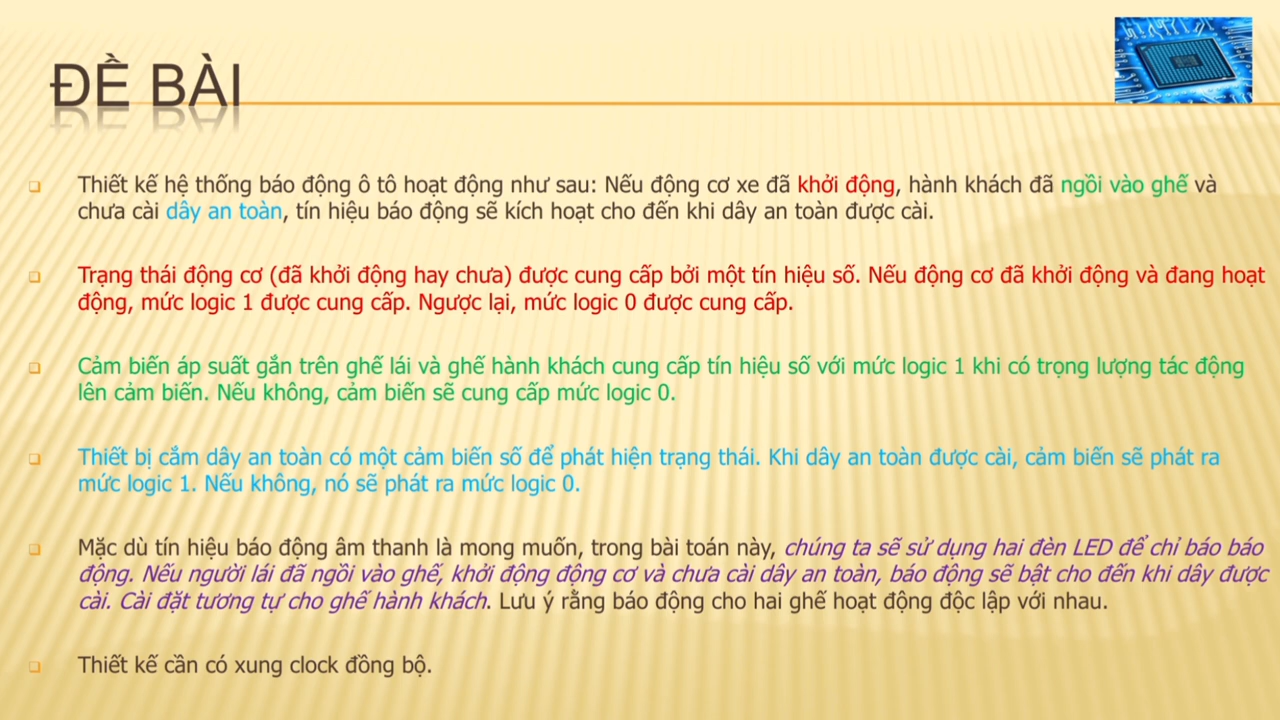 ĐỀ BÀI
Thiết kế hệ thống báo động ô tô hoạt động như sau: Nếu động cơ xe đã khởi động, hành khách đã ngồi vào ghế và
chưa cài dây an toàn, tín hiệu báo động sẽ kích hoạt cho đến khi dây an toàn được cài.
Trạng thái động cơ (đã khởi động hay chưa) được cung cấp bởi một tín hiệu số. Nếu động cơ đã khởi động và đang hoạt
động, mức logic 1 được cung cấp. Ngược lại, mức logic 0 được cung cấp.
Cảm biến áp suất gắn trên ghế lái và ghế hành khách cung cấp tín hiệu số với mức logic 1 khi có trọng lượng tác động
lên cảm biến. Nếu không, cảm biến sẽ cung cấp mức logic 0.
Thiết bị cắm dây an toàn có một cảm biến số để phát hiện trạng thái. Khi dây an toàn được cài, cảm biến sẽ phát ra
mức logic 1. Nếu không, nó sẽ phát ra mức logic 0.
Mặc dù tín hiệu báo động âm thanh là mong muốn, trong bài toán này, chúng ta sẽ sử dụng hai đèn LED để chỉ báo báo
động. Nếu người lái đã ngồi vào ghế, khởi động động cơ và chưa cài dây an toàn, báo động sẽ bật cho đến khi dây được
cài. Cài đặt tương tự cho ghế hành khách. Lưu ý rằng báo động cho hai ghế hoạt động độc lập với nhau.
Thiết kế cần có xung clock đồng bộ.